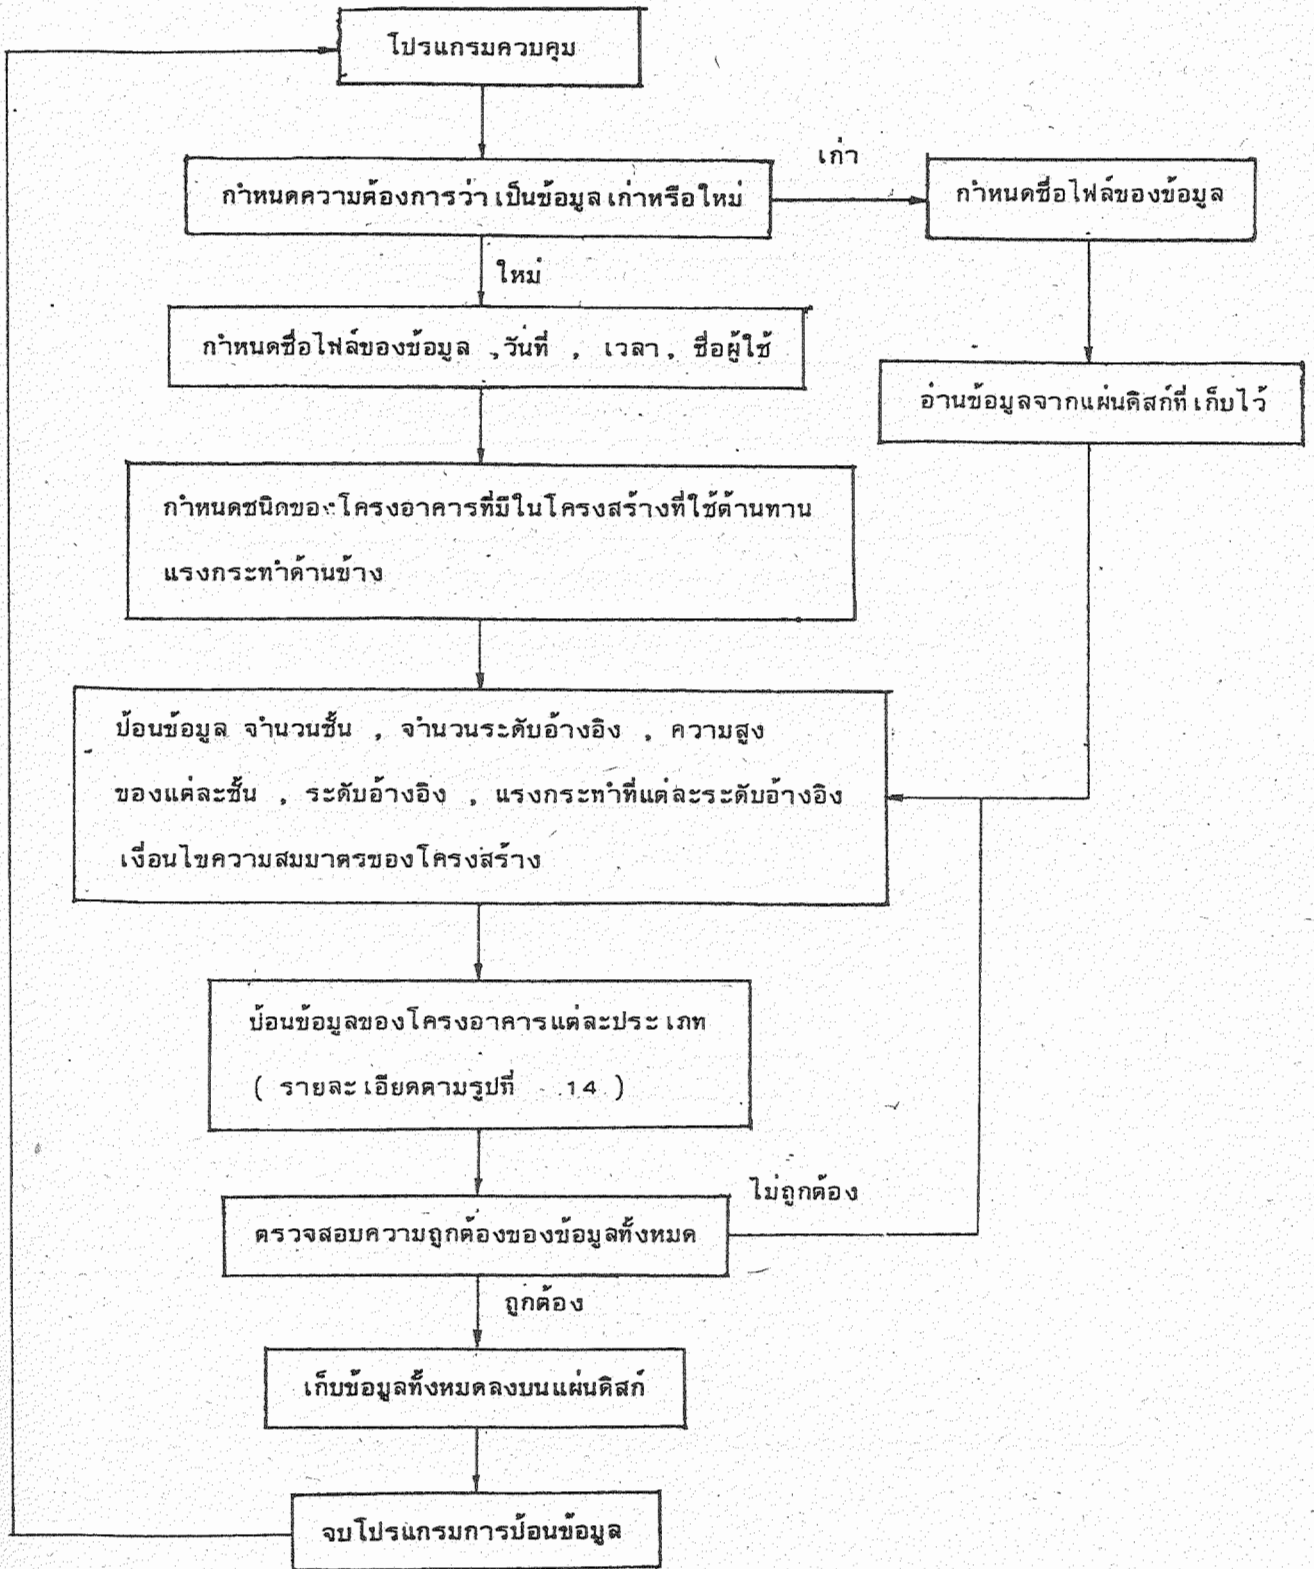 โปรแกรมควบคุม
กำหนดความต้องการว่า เป็นข้อมูล เก่าหรือใหม่
เก่า
กำหนดชื่อไฟล์ของข้อมูล
ใหม่
กำหนดชื่อไฟล์ของข้อมูล , วันที่ , เวลา , ชื่อผู้ใช้
อ่านข้อมูลจากแผ่นดิสก์ที่ เก็บไว้
กำหนดชนิดของโครงอาคารที่มีในโครงสร้างที่ใช้ต้านทาน
แรงกระทำด้านข้าง
ป้อนข้อมูล จำนวนชั้น , จำนวนระดับอ้างอิง , ความสูง
ของแต่ละชั้น , ระดับอ้างอิง , แรงกระทำที่แต่ละระดับอ้างอิง
เงื่อนไขความสมมาตรของโครงสร้าง
ป้อนข้อมูลของโครงอาคารแต่ละประเภท
( รายละเอียดตามรูปที่ .14 )
ไม่ถูกต้อง
ตรวจสอบความถูกต้องของข้อมูลทั้งหมด
ถูกต้อง
เก็บข้อมูลทั้งหมดลงบนแผ่นดิสก์
จบโปรแกรมการป้อนข้อมูล